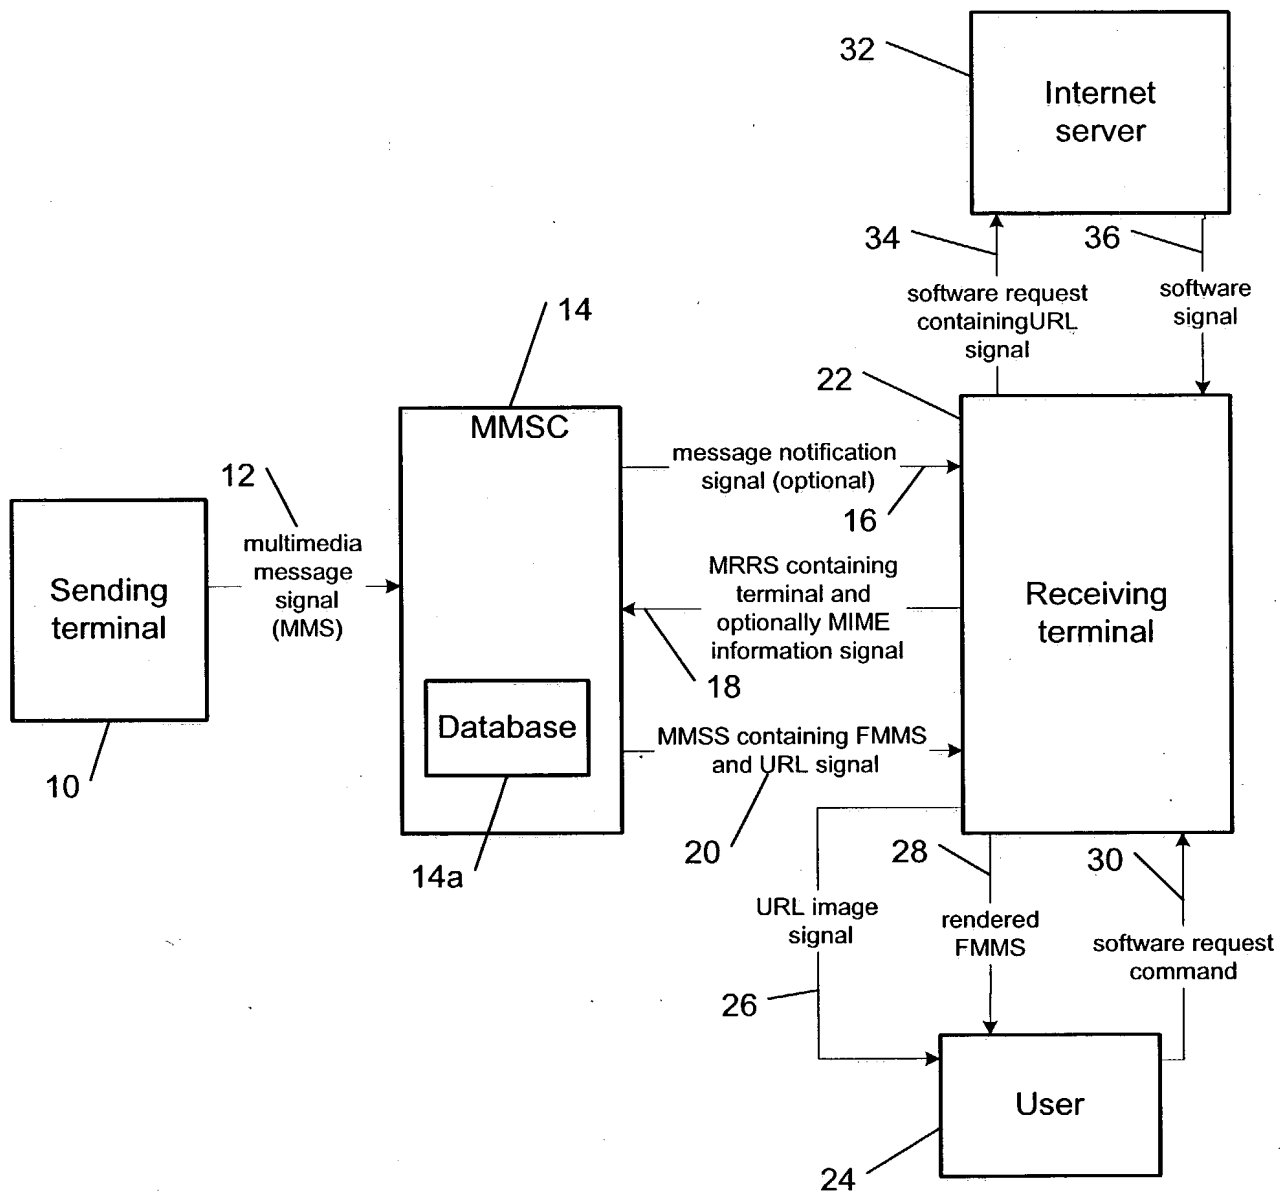 32
Internet
server
34
36
software request
containingURL
signal
software
signal
14
22
MMSC
message notification
signal (optional)
16
12
multimedia
message
signal
(MMS)
Sending
terminal
10
MRRS containing
terminal and
optionally MIME
information signal
18
Receiving
terminal
Database
14a
MMSS containing FMMS
and URL signal
20
28
30
URL image
signal
rendered
FMMS
software request
command
26
User
24